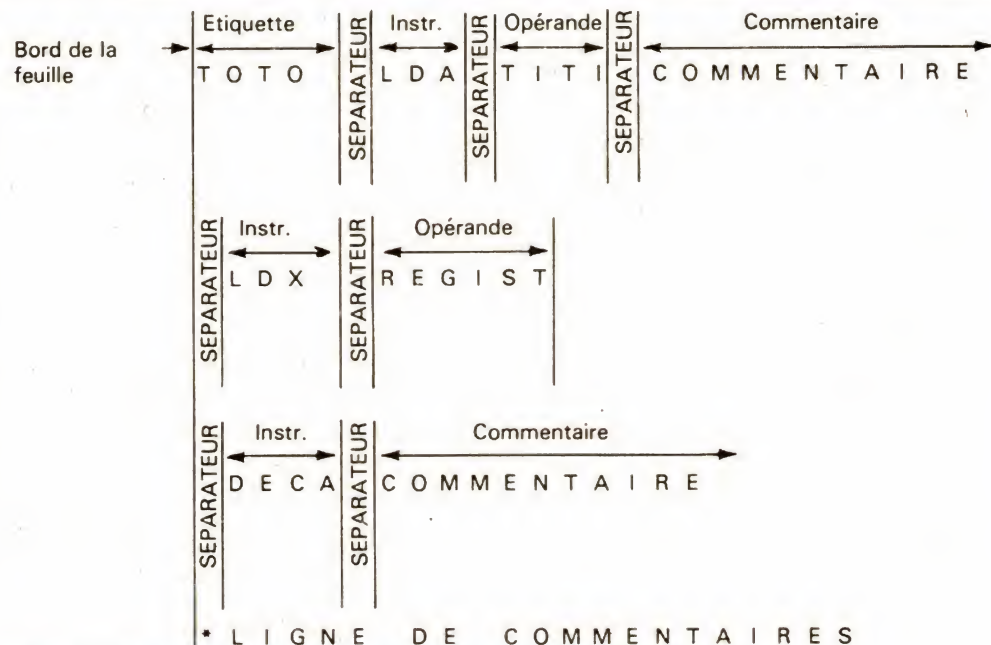 Etiquette Instr. Opérande Commentaire
Bord de la
feuille
TOTO SEPARATEUR LDA SEPARATEUR TITI SEPARATEUR COMMENTAIRE
Instr. Opérande
SEPARATEUR LDX SEPARATEUR REGIST
Instr. Commentaire
SEPARATEUR DECA SEPARATEUR COMMENTAIRE
* LIGNE DE COMMENTAIRES